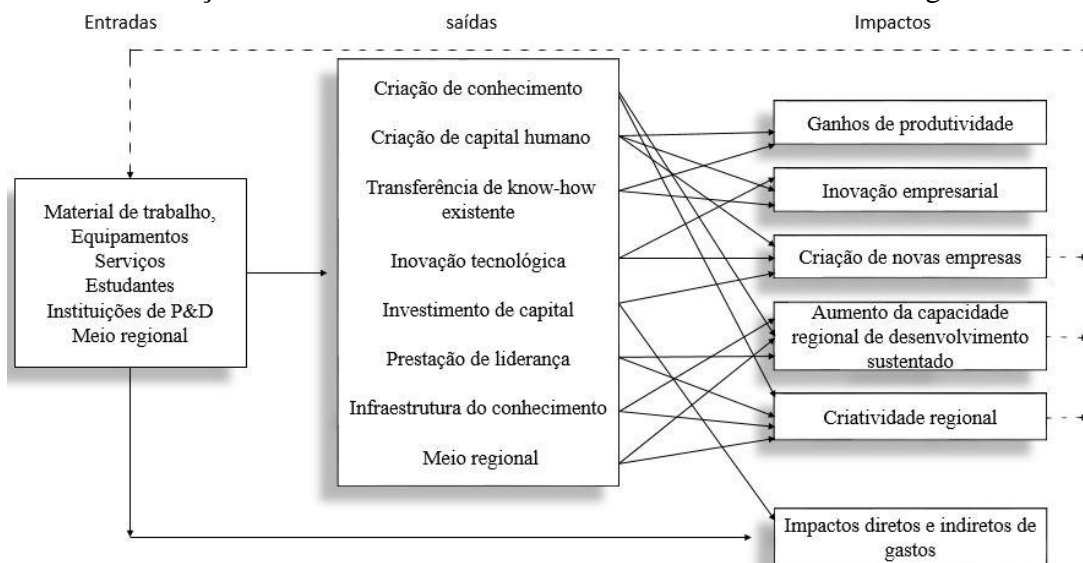 Entradas
saídas
Impactos
Material de trabalho,
Equipamentos
Serviços
Estudantes
Instituições de P&D
Meio regional
Criação de conhecimento
Criação de capital humano
Transferência de know-how
existente
Inovação tecnológica
Investimento de capital
Prestação de liderança
Infraestrutura do conhecimento
Meio regional
Ganhos de produtividade
Inovação empresarial
Criação de novas empresas
Aumento da capacidade
regional de desenvolvimento
sustentado
Criatividade regional
Impactos diretos e indiretos de
gastos